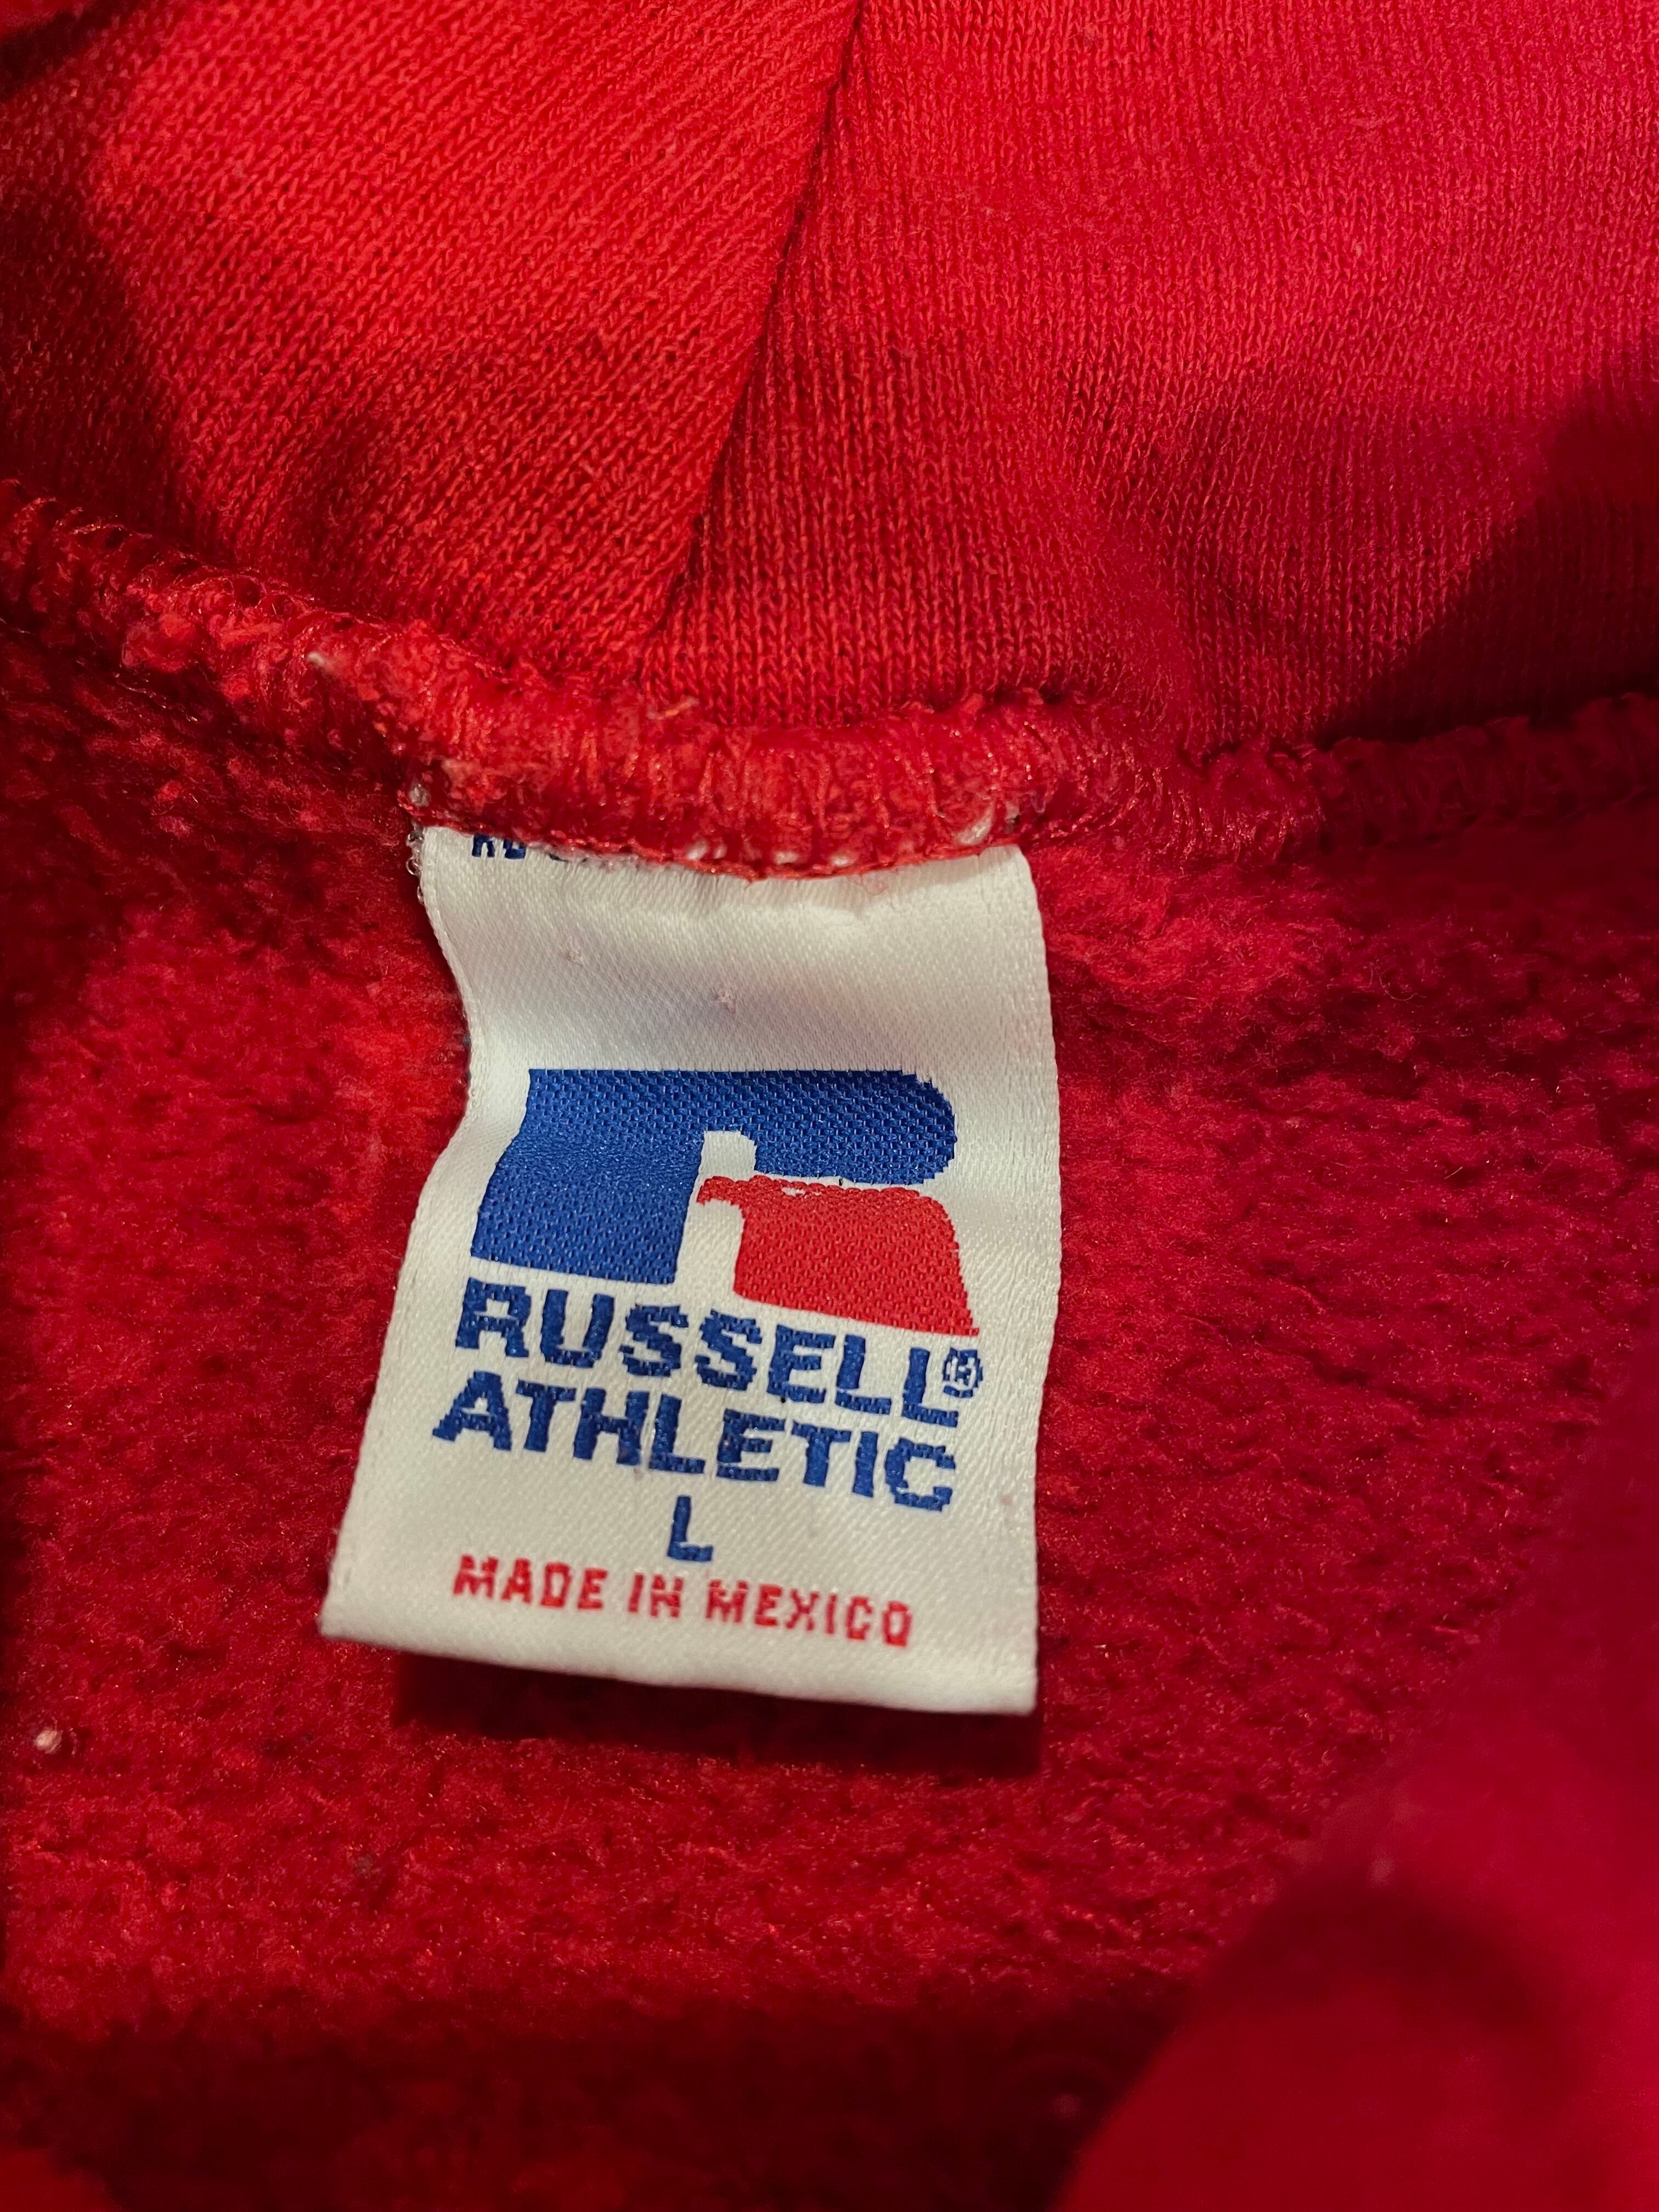 RUSSELL®
ATHLETIC
L
MADE IN MEXICO